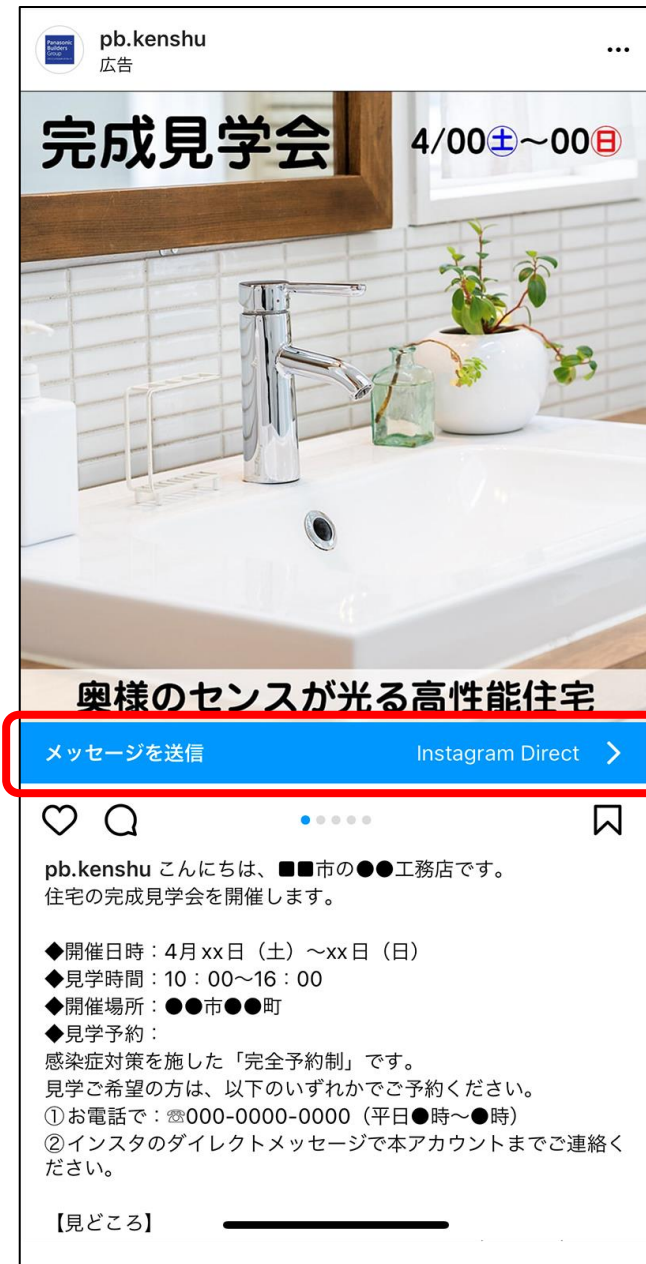 pb.kenshu
広告
Panasonic
Builders
Group
完成見学会 4/00㊏～00㊐
奥様のセンスが光る高性能住宅
メッセージを送信 Instagram Direct
pb.kenshu こんにちは、■■市の●●工務店です。
住宅の完成見学会を開催します。
◆開催日時：4月xx日（土）～xx日（日）
◆見学時間：10：00～16：00
◆開催場所：●●市●●町
◆見学予約：
感染症対策を施した「完全予約制」です。
見学ご希望の方は、以下のいずれかでご予約ください。
①お電話で：☏000-0000-0000（平日●時～●時）
②インスタのダイレクトメッセージで本アカウントまでご連絡く
ださい。
【見どころ】